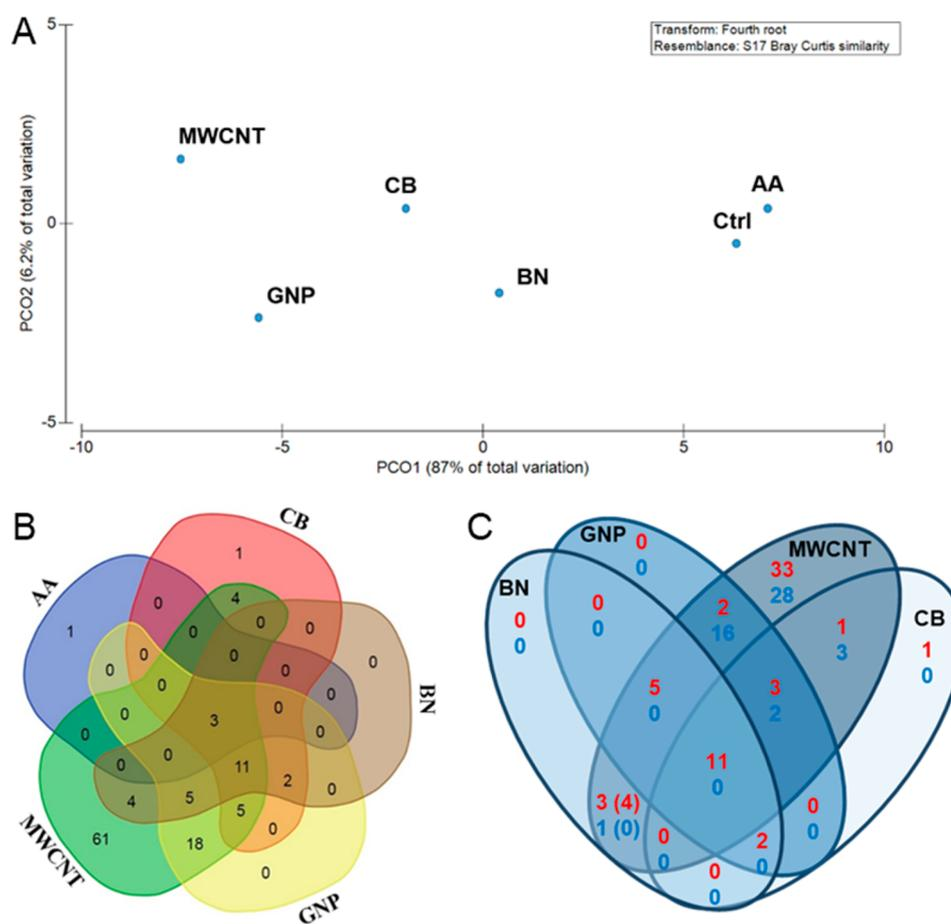 A
5
Transform: Fourth root
Resemblance: S17 Bray Curtis similarity
MWCNT
CB
AA
Ctrl
0
BN
GNP
PCO2 (6.2% of total variation)
-5
-10 -5 0 5 10
PCO1 (87% of total variation)
B
CB
AA
BN
MWCNT
GNP
1
4
0
0
0
1
0
0
0
0
0
0
0
0
0
3
0
0
0
0
0
0
11
2
0
4
5
5
61
18
0
0
C
GNP
MWCNT
BN
CB
0
0
33
28
0
0
0
0
2
16
1
3
1
0
5
0
3
2
11
0
3 (4)
1 (0)
0
0
2
0
0
0
0
0